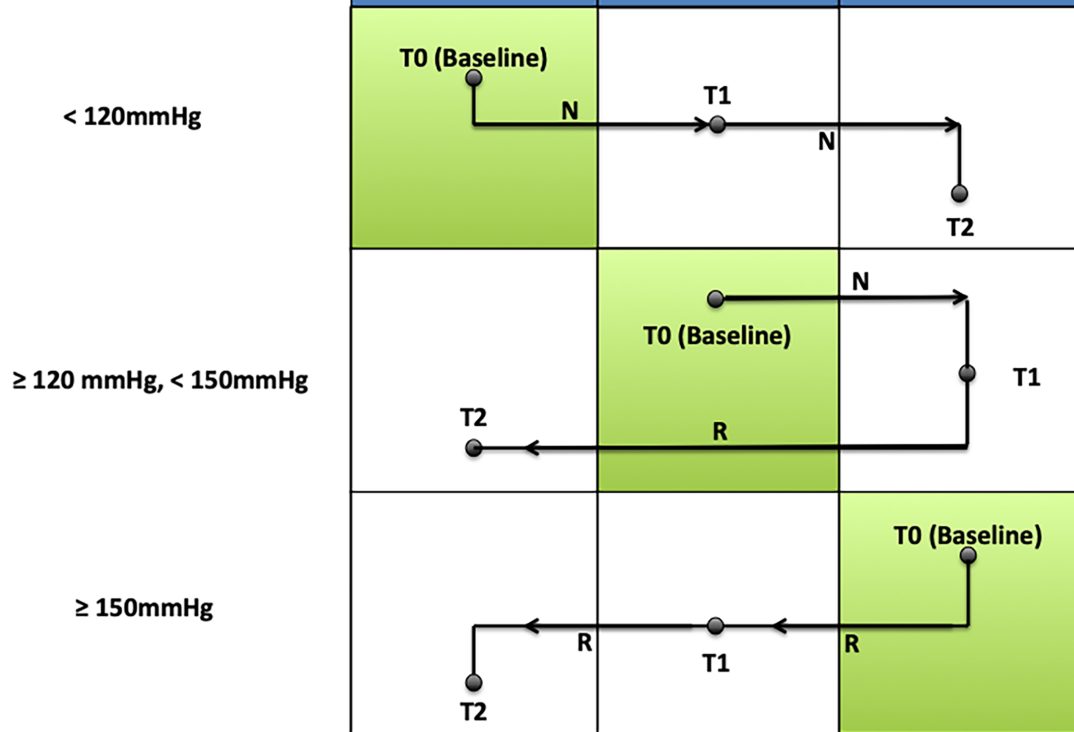 T0 (Baseline)
< 120mmHg
N
T1
N
T2
N
T0 (Baseline)
≥ 120 mmHg, < 150mmHg
T1
T2
R
T0 (Baseline)
≥ 150mmHg
R
R
T1
T2